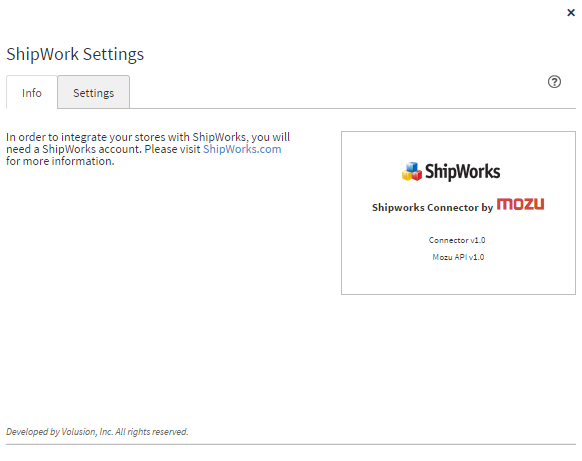 ShipWork Settings
Info
Settings
In order to integrate your stores with ShipWorks, you will
need a ShipWorks account. Please visit ShipWorks.com
for more information.
ShipWorks
Shipworks Connector by mozu
Connector v1.0
Mozu API v1.0
Developed by Volusion, Inc. All rights reserved.